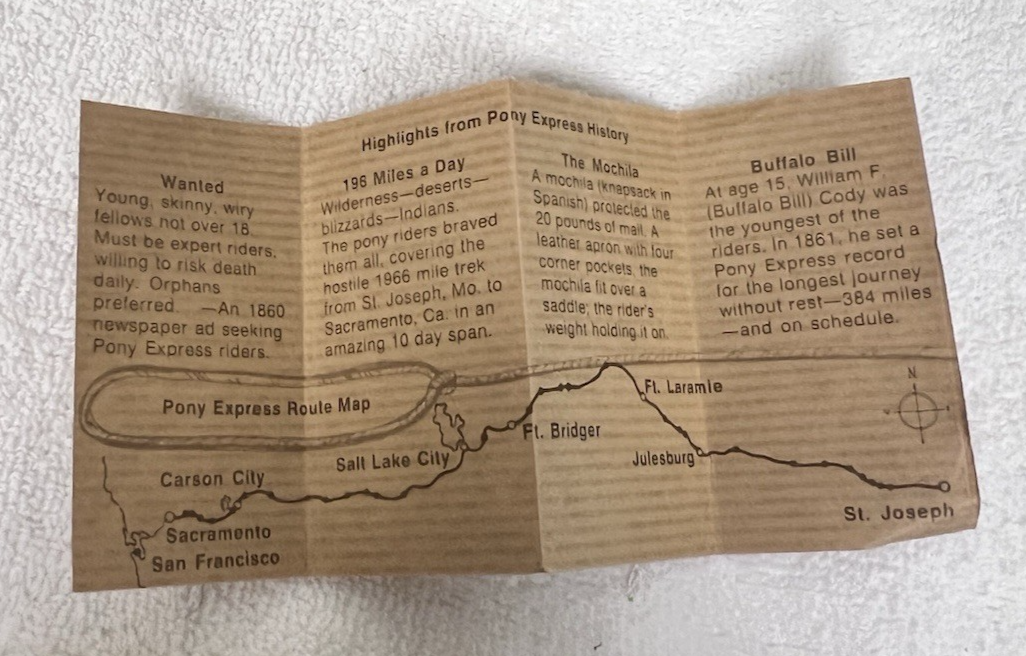 Highlights from Pony Express History
Wanted
Young, skinny, wiry
fellows not over 18.
Must be expert riders,
willing to risk death
daily. Orphans
preferred. —An 1860
newspaper ad seeking
Pony Express riders.
196 Miles a Day
Wilderness—deserts—
blizzards—Indians.
The pony riders braved
them all, covering the
hostile 1966 mile trek
from St. Joseph, Mo. to
Sacramento, Ca. in an
amazing 10 day span.
The Mochila
A mochila (knapsack in
Spanish) protected the
20 pounds of mail. A
leather apron with four
corner pockets, the
mochila fit over a
saddle; the rider's
weight holding it on.
Buffalo Bill
At age 15, William F.
(Buffalo Bill) Cody was
the youngest of the
riders. In 1861, he set a
Pony Express record
for the longest journey
without rest—384 miles
—and on schedule.
Pony Express Route Map
N
Ft. Laramie
Ft. Bridger
Salt Lake City
Julesburg
Carson City
St. Joseph
Sacramento
San Francisco